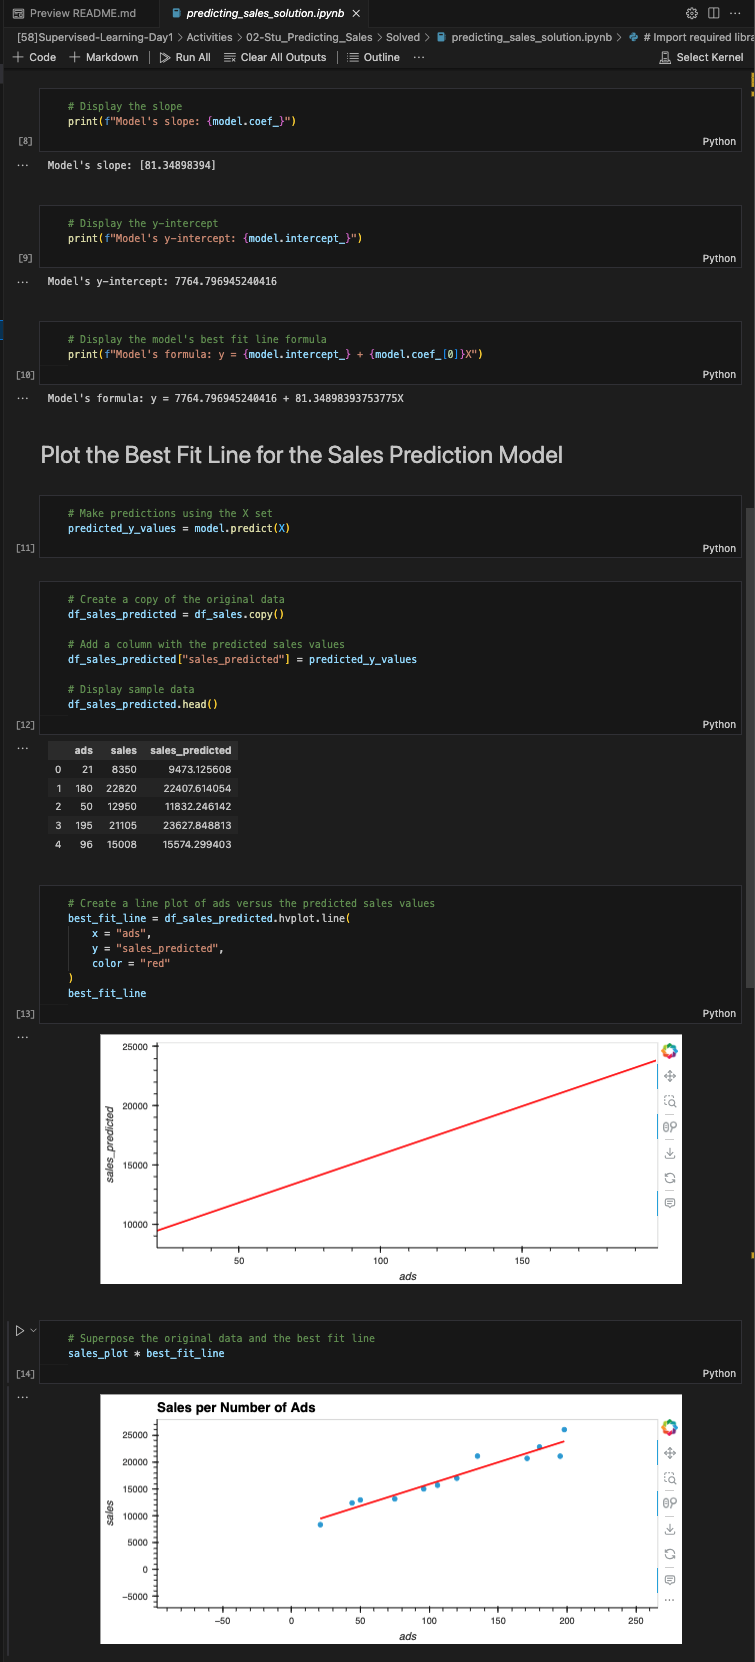 Preview README.md
predicting_sales_solution.ipynb
[58]Supervised-Learning-Day1 > Activities > 02-Stu_Predicting_Sales > Solved > predicting_sales_solution.ipynb > # Import required libra
+ Code + Markdown Run All Clear All Outputs Outline ... Select Kernel
# Display the slope
print(f"Model's slope: {model.coef_}")
[8] Python
Model's slope: [81.34898394]
# Display the y-intercept
print(f"Model's y-intercept: {model.intercept_}")
[9] Python
Model's y-intercept: 7764.796945240416
# Display the model's best fit line formula
print(f"Model's formula: y = {model.intercept_} + {model.coef_[0]}X")
[10] Python
Model's formula: y = 7764.796945240416 + 81.34898393753775X
Plot the Best Fit Line for the Sales Prediction Model
# Make predictions using the X set
predicted_y_values = model.predict(X)
[11] Python
# Create a copy of the original data
df_sales_predicted = df_sales.copy()
# Add a column with the predicted sales values
df_sales_predicted["sales_predicted"] = predicted_y_values
# Display sample data
df_sales_predicted.head()
[12] Python
ads sales sales_predicted
0 21 8350 9473.125608
1 180 22820 22407.614054
2 50 12950 11832.246142
3 195 21105 23627.848813
4 96 15008 15574.299403
# Create a line plot of ads versus the predicted sales values
best_fit_line = df_sales_predicted.hvplot.line(
x = "ads",
y = "sales_predicted",
color = "red"
)
best_fit_line
[13] Python
25000
20000
15000
10000
sales_predicted
50 100 150
ads
# Superpose the original data and the best fit line
sales_plot * best_fit_line
[14] Python
Sales per Number of Ads
25000
20000
15000
10000
5000
0
−5000
sales
−50 0 50 100 150 200 250
ads